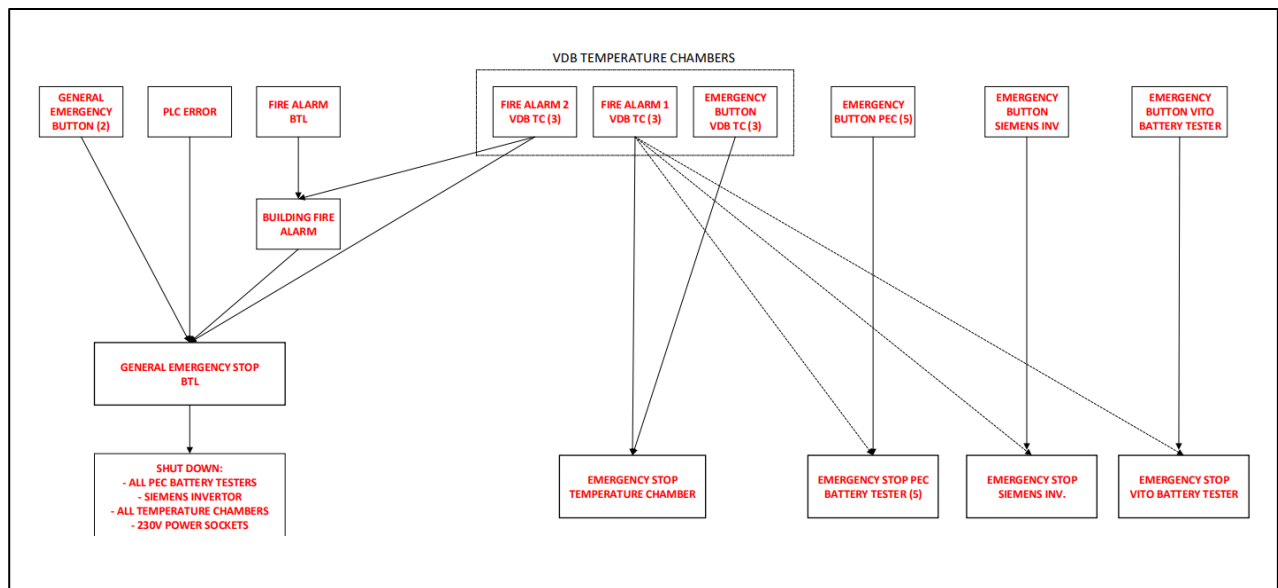 VDB TEMPERATURE CHAMBERS
GENERAL
EMERGENCY
BUTTON (2)
PLC ERROR
FIRE ALARM
BTL
FIRE ALARM 2
VDB TC (3)
FIRE ALARM 1
VDB TC (3)
EMERGENCY
BUTTON
VDB TC (3)
EMERGENCY
BUTTON PEC (5)
EMERGENCY
BUTTON
SIEMENS INV
EMERGENCY
BUTTON VITO
BATTERY TESTER
BUILDING FIRE
ALARM
GENERAL EMERGENCY STOP
BTL
SHUT DOWN:
- ALL PEC BATTERY TESTERS
- SIEMENS INVERTOR
- ALL TEMPERATURE CHAMBERS
- 230V POWER SOCKETS
EMERGENCY STOP
TEMPERATURE CHAMBER
EMERGENCY STOP PEC
BATTERY TESTER (5)
EMERGENCY STOP
SIEMENS INV.
EMERGENCY STOP
VITO BATTERY TESTER